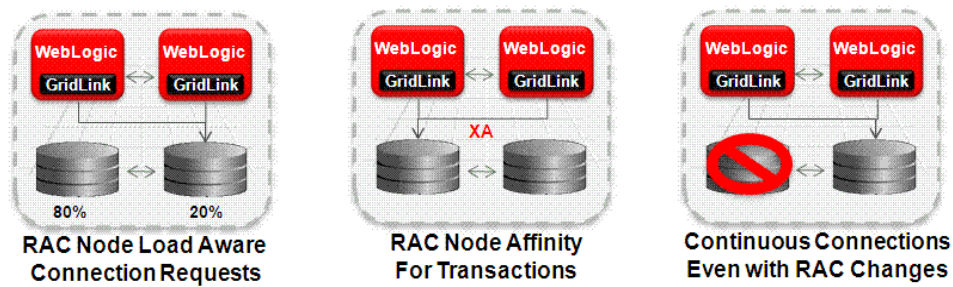 WebLogic WebLogic
GridLink GridLink
80% 20%
RAC Node Load Aware
Connection Requests
WebLogic WebLogic
GridLink GridLink
XA
RAC Node Affinity
For Transactions
WebLogic WebLogic
GridLink GridLink
Continuous Connections
Even with RAC Changes